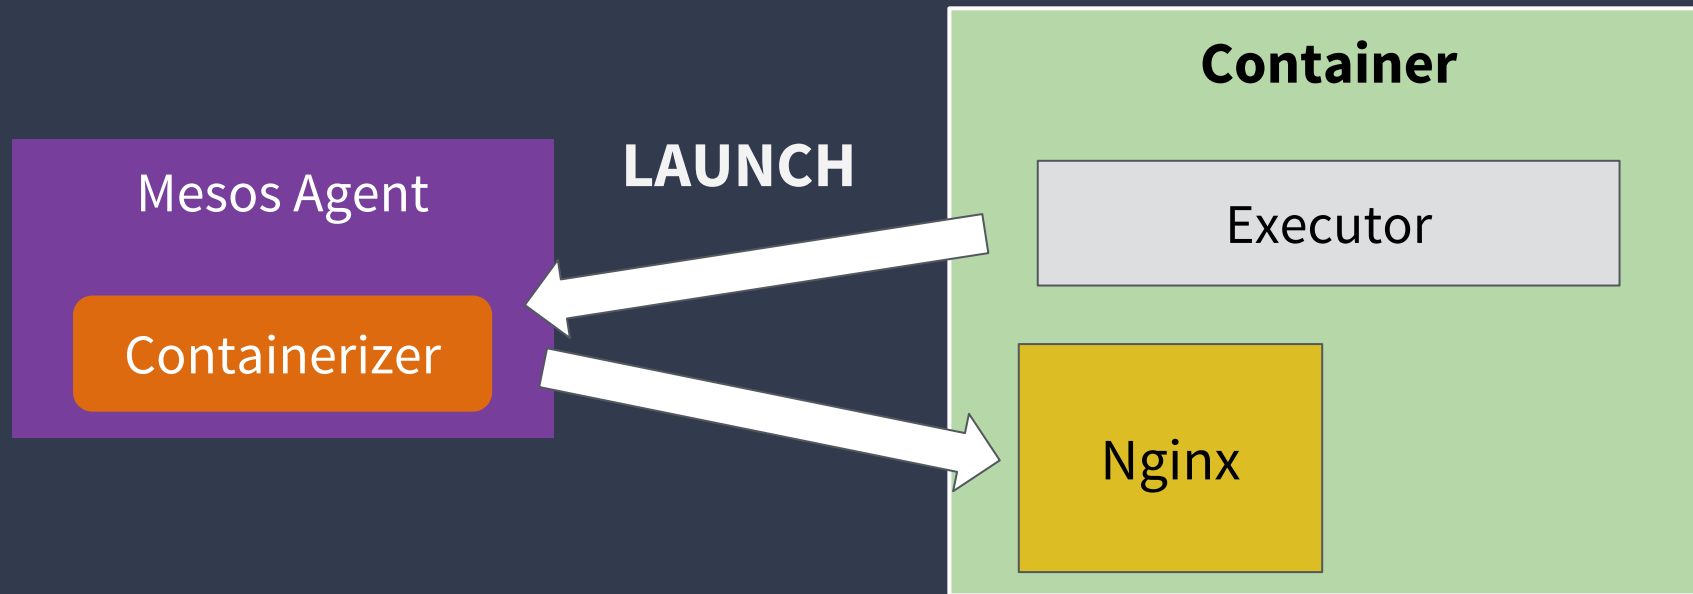 Container
LAUNCH
Mesos Agent
Executor
Containerizer
Nginx